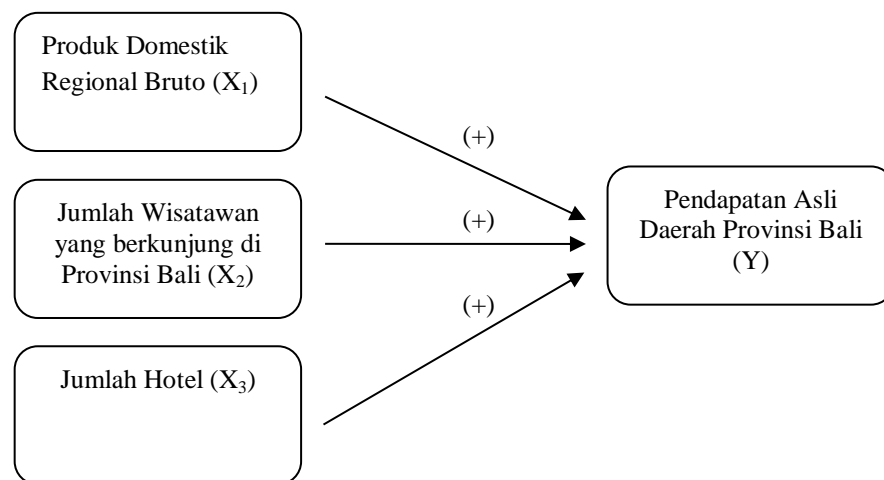 Produk Domestik
Regional Bruto (X₁)
(+)
Jumlah Wisatawan
yang berkunjung di
Provinsi Bali (X₂)
(+)
Pendapatan Asli
Daerah Provinsi Bali
(Y)
(+)
Jumlah Hotel (X₃)